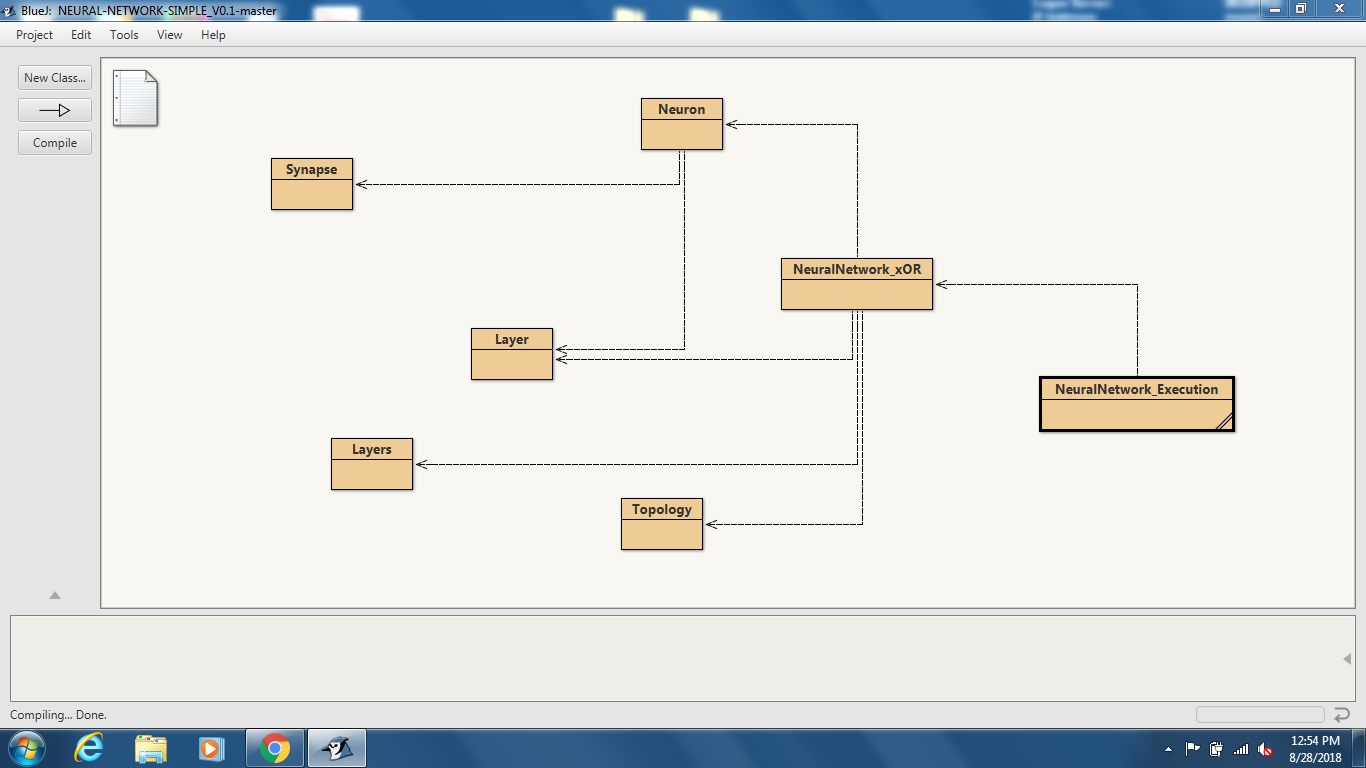 BlueJ: NEURAL-NETWORK-SIMPLE_V0.1-master
Project Edit Tools View Help
New Class...
Compile
Neuron
Synapse
NeuralNetwork_xOR
Layer
NeuralNetwork_Execution
Layers
Topology
Compiling... Done.
12:54 PM
8/28/2018